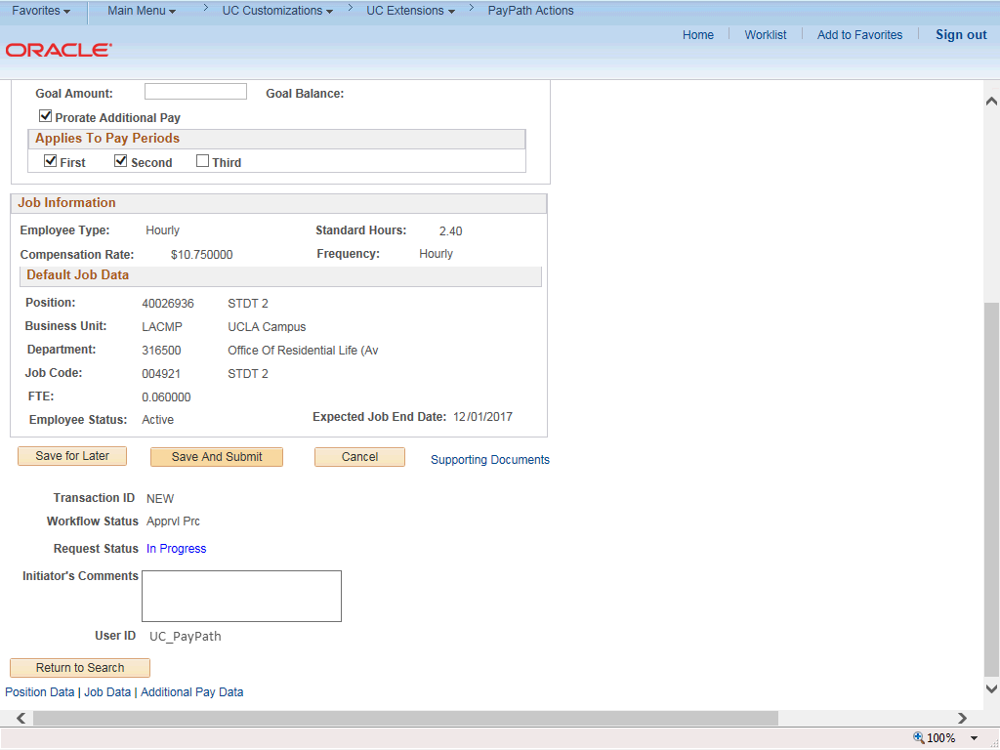 Favorites Main Menu > UC Customizations > UC Extensions > PayPath Actions
Home Worklist Add to Favorites Sign out
ORACLE
Goal Amount: Goal Balance:
Prorate Additional Pay
Applies To Pay Periods
First Second Third
Job Information
Employee Type: Hourly Standard Hours: 2.40
Compensation Rate: $10.750000 Frequency: Hourly
Default Job Data
Position: 40026936 STDT 2
Business Unit: LACMP UCLA Campus
Department: 316500 Office Of Residential Life (Av
Job Code: 004921 STDT 2
FTE: 0.060000
Employee Status: Active Expected Job End Date: 12/01/2017
Save for Later Save And Submit Cancel Supporting Documents
Transaction ID NEW
Workflow Status Apprvl Prc
Request Status In Progress
Initiator's Comments
User ID UC_PayPath
Return to Search
Position Data | Job Data | Additional Pay Data
100%